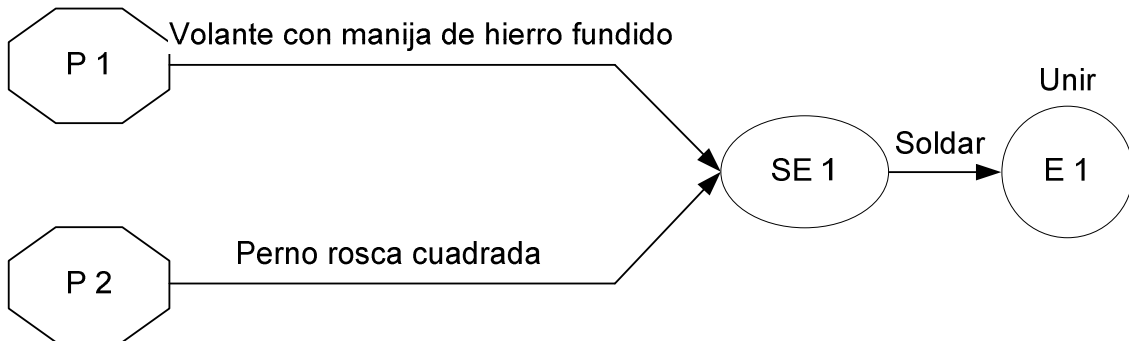 Volante con manija de hierro fundido
P 1
Unir
Soldar
SE 1
E 1
Perno rosca cuadrada
P 2